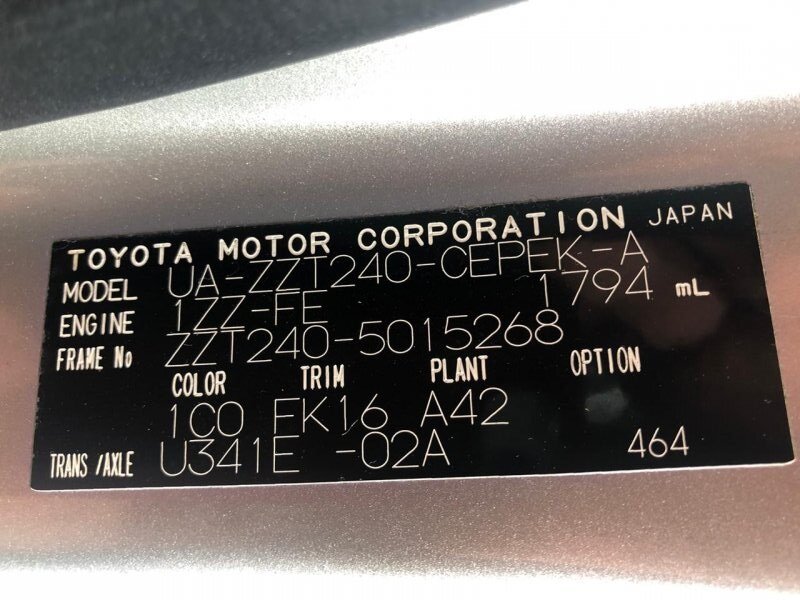 TOYOTA MOTOR CORPORATION JAPAN
MODEL UA-ZZT240-CEPEK-A
ENGINE 1ZZ-FE 1794 mL
FRAME No ZZT240-5015268
COLOR TRIM PLANT OPTION
1C0 FK16 A42
TRANS/AXLE U341E -02A 464